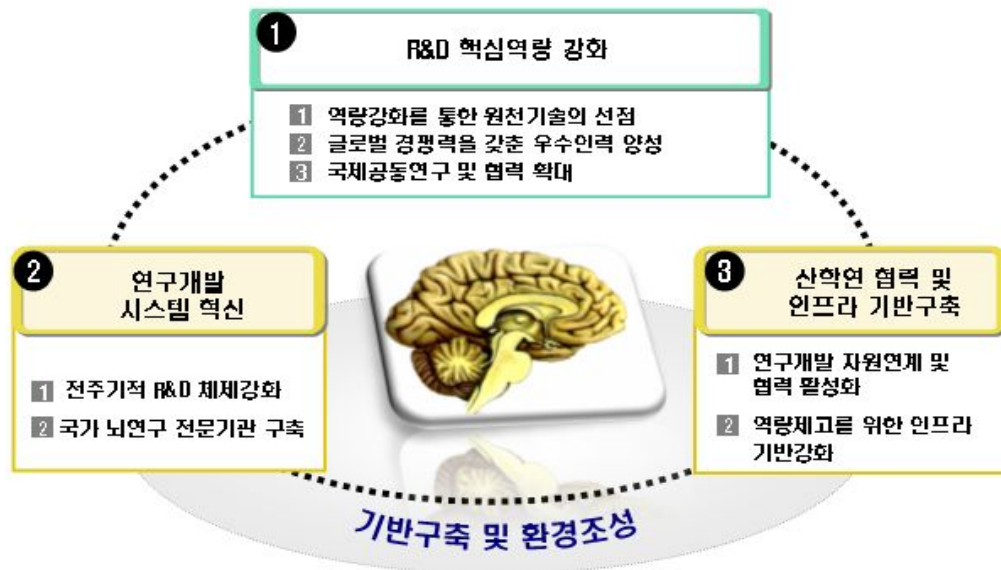 1
R&D 핵심역량 강화
1 역량강화를 통한 원천기술의 선점
2 글로벌 경쟁력을 갖춘 우수인력 양성
3 국제공동연구 및 협력 확대
2
연구개발
시스템 혁신
1 전주기적 R&D 체제강화
2 국가 뇌연구 전문기관 구축
3
산학연 협력 및
인프라 기반구축
1 연구개발 자원연계 및
협력 활성화
2 역량제고를 위한 인프라
기반강화
기반구축 및 환경조성